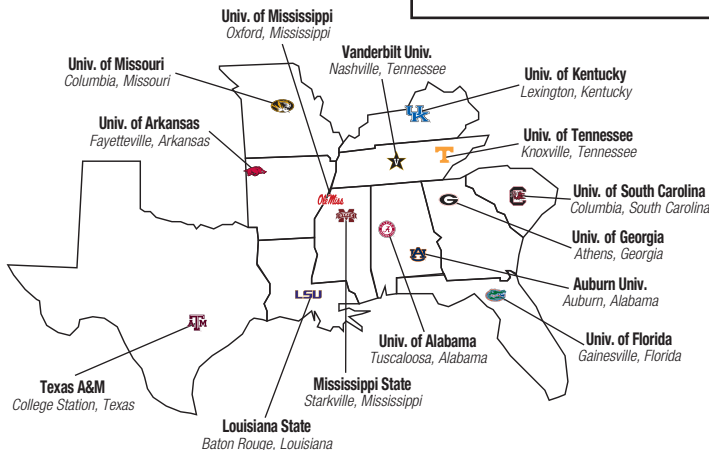 Univ. of Mississippi
Oxford, Mississippi
Vanderbilt Univ.
Nashville, Tennessee
Univ. of Missouri
Columbia, Missouri
Univ. of Kentucky
Lexington, Kentucky
UK
Univ. of Arkansas
Fayetteville, Arkansas
Univ. of Tennessee
Knoxville, Tennessee
V
T
Univ. of South Carolina
Columbia, South Carolina
C
Ole Miss
M
STATE
G
A
Univ. of Georgia
Athens, Georgia
AU
Auburn Univ.
Auburn, Alabama
LSU
Univ. of Florida
Gainesville, Florida
ATM
Univ. of Alabama
Tuscaloosa, Alabama
Texas A&M
College Station, Texas
Mississippi State
Starkville, Mississippi
Louisiana State
Baton Rouge, Louisiana